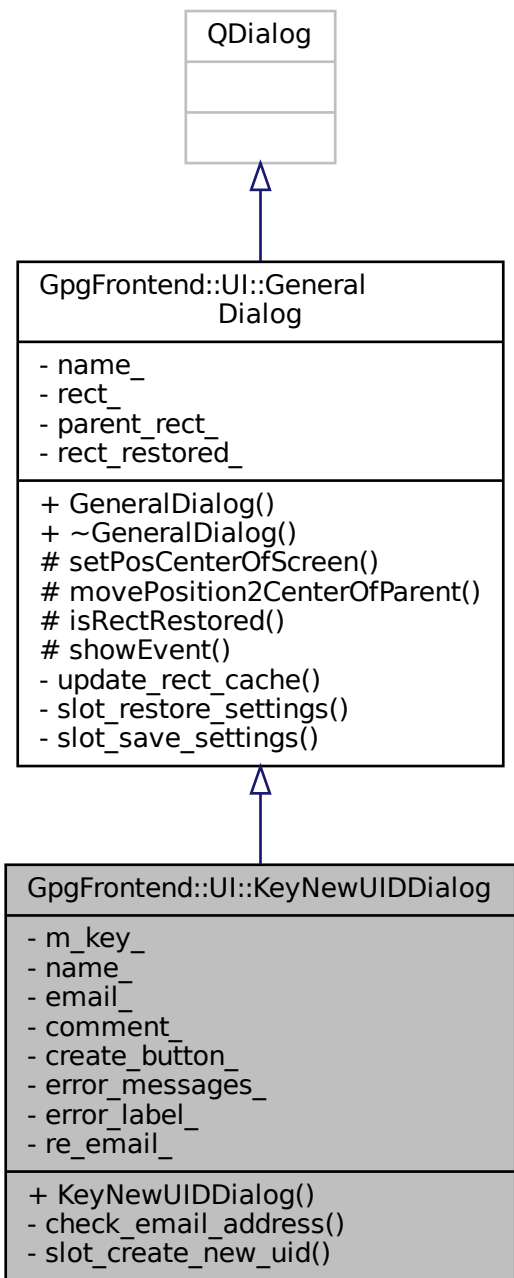 QDialog
GpgFrontend::UI::General
Dialog
- name_
- rect_
- parent_rect_
- rect_restored_
+ GeneralDialog()
+ ~GeneralDialog()
# setPosCenterOfScreen()
# movePosition2CenterOfParent()
# isRectRestored()
# showEvent()
- update_rect_cache()
- slot_restore_settings()
- slot_save_settings()
GpgFrontend::UI::KeyNewUIDDialog
- m_key_
- name_
- email_
- comment_
- create_button_
- error_messages_
- error_label_
- re_email_
+ KeyNewUIDDialog()
- check_email_address()
- slot_create_new_uid()